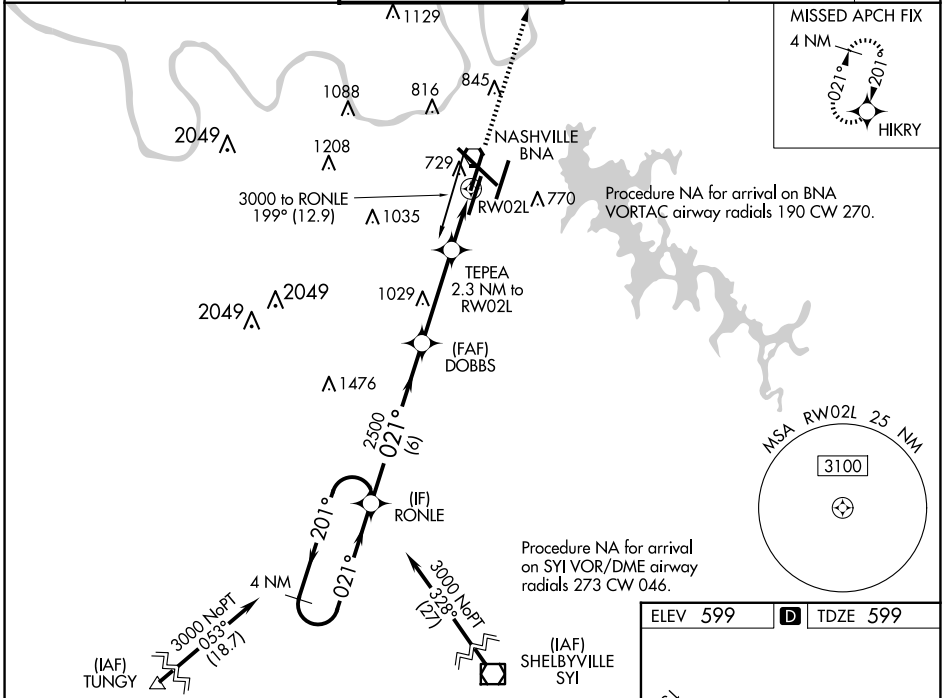 1129
MISSED APCH FIX
4 NM
021°
201°
HIKRY
845
816
1088
2049
1208
NASHVILLE
BNA
729
3000 to RONLE
199° (12.9)
1035
RW02L
770
Procedure NA for arrival on BNA
VORTAC airway radials 190 CW 270.
TEPEA
2.3 NM to
RW02L
1029
2049
2049
(FAF)
DOBBS
1476
2500
021°
(6)
MSA RW02L 25 NM
3100
(IF)
RONLE
201°
021°
4 NM
Procedure NA for arrival
on SYI VOR/DME airway
radials 273 CW 046.
3000 NoPT
328°
(27)
3000 NoPT
053°
(18.7)
(IAF)
TUNGY
(IAF)
SHELBYVILLE
SYI
ELEV 599
D
TDZE 599